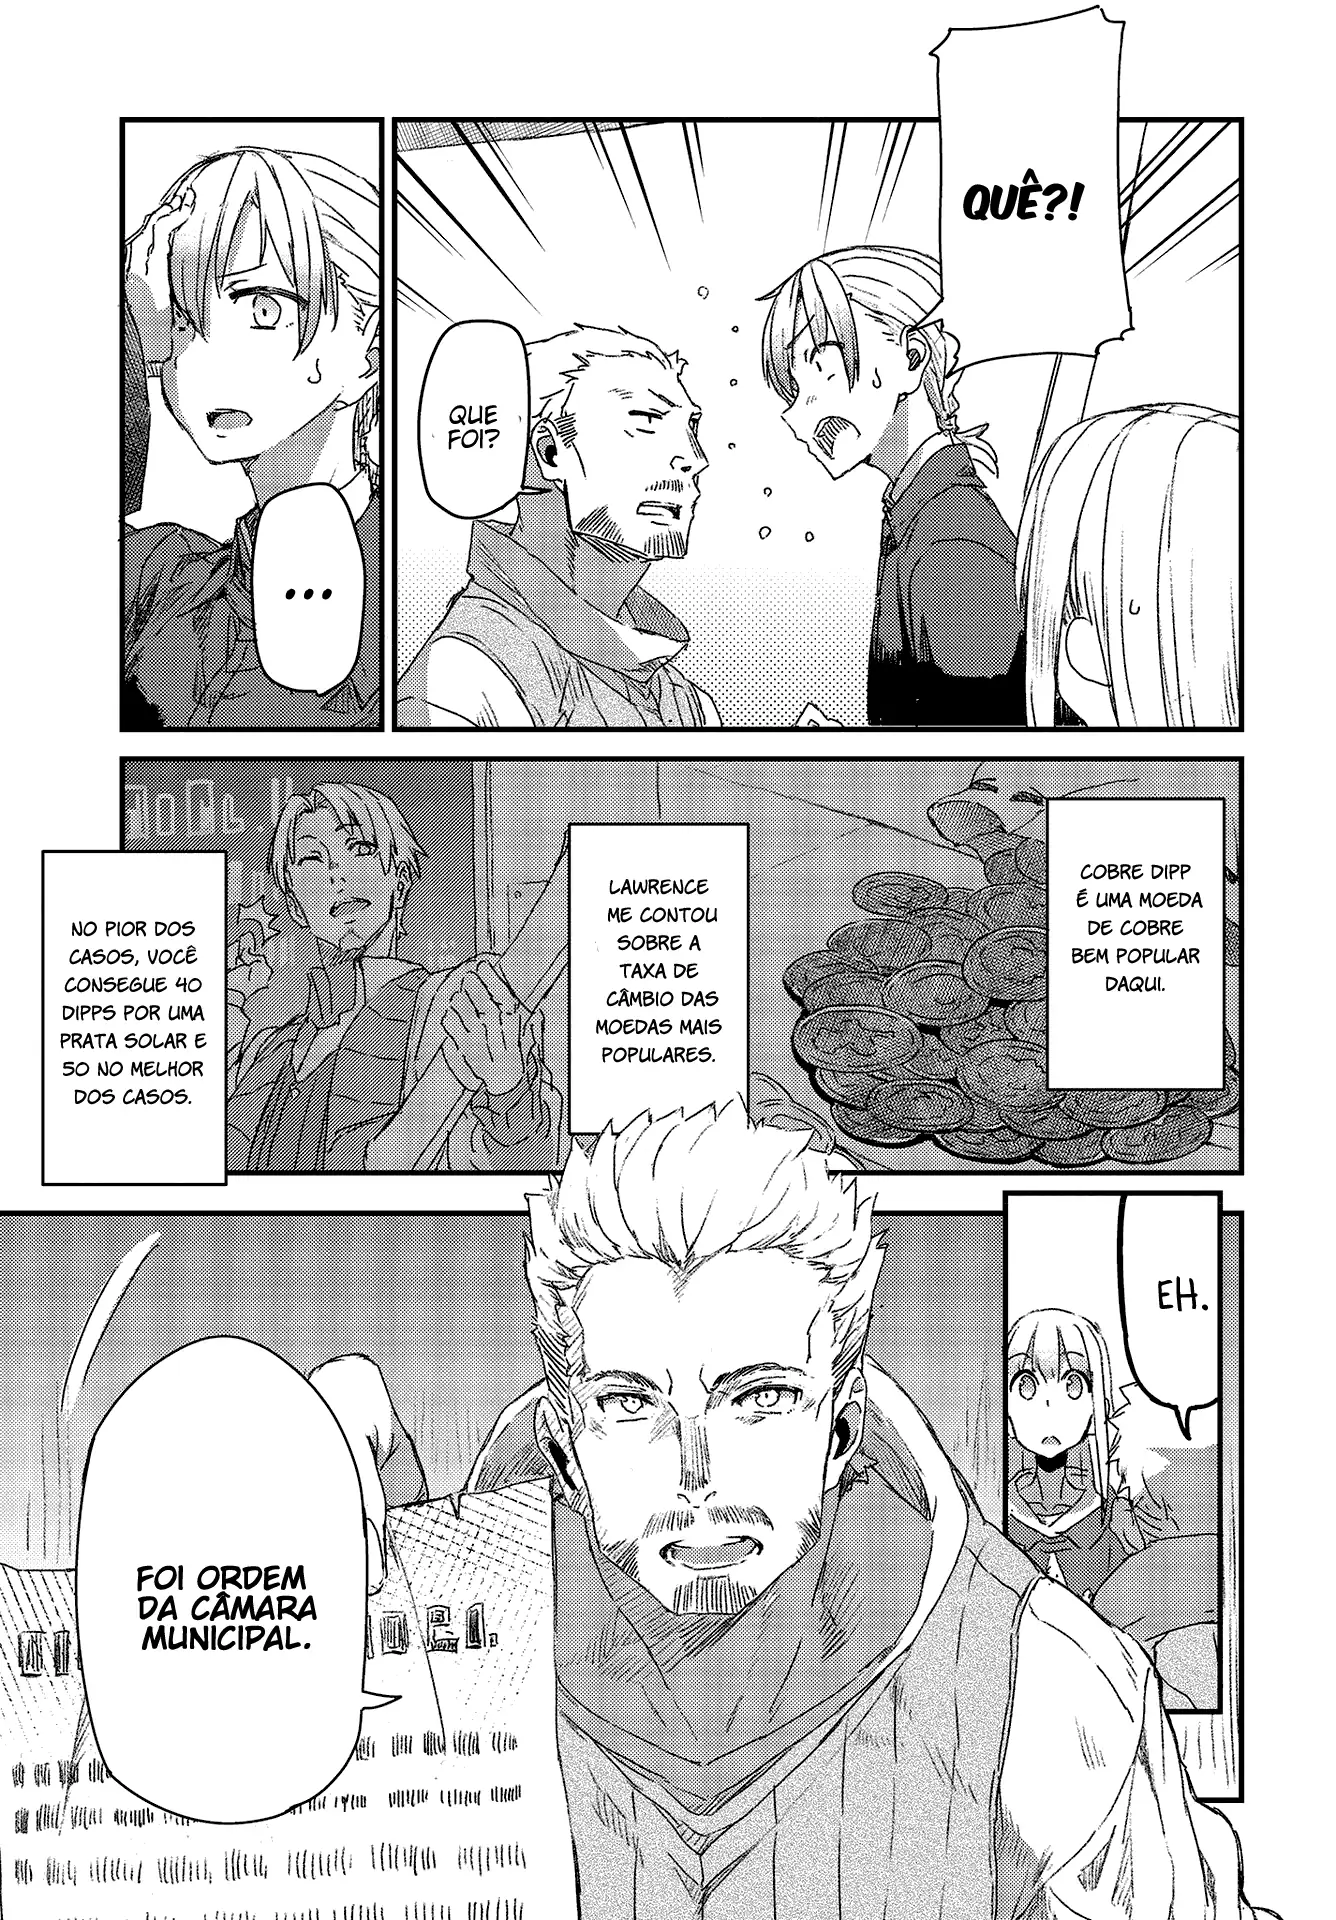 QUÊ?!
QUE
FOI?
...
COBRE DIPP
É UMA MOEDA
DE COBRE
BEM POPULAR
DAQUI.
LAWRENCE
ME CONTOU
SOBRE A
TAXA DE
CÂMBIO DAS
MOEDAS MAIS
POPULARES.
NO PIOR DOS
CASOS, VOCÊ
CONSEGUE 40
DIPPS POR UMA
PRATA SOLAR E
50 NO MELHOR
DOS CASOS.
EH.
FOI ORDEM
DA CÂMARA
MUNICIPAL.